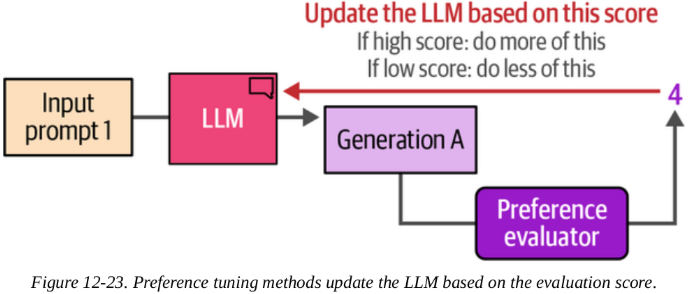 Update the LLM based on this score
If high score: do more of this
If low score: do less of this
4
Input
prompt 1
LLM
Generation A
Preference
evaluator
Figure 12-23. Preference tuning methods update the LLM based on the evaluation score.